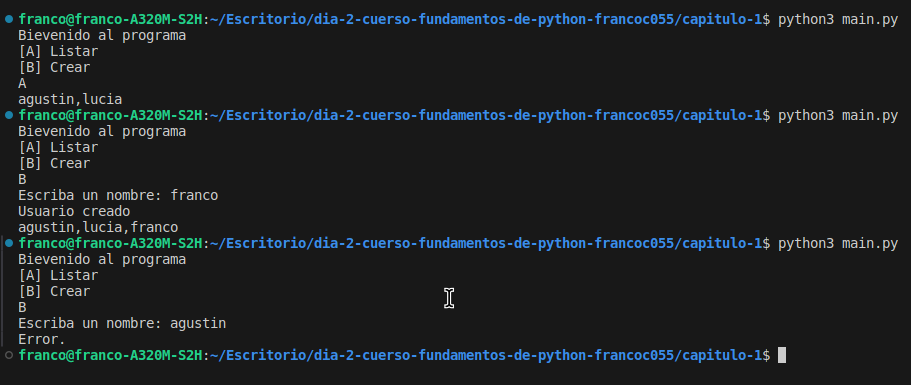 franco@franco-A320M-S2H:~/Escritorio/dia-2-cuerso-fundamentos-de-python-francoc055/capitulo-1$ python3 main.py
Bievenido al programa
[A] Listar
[B] Crear
A
agustin,lucia
franco@franco-A320M-S2H:~/Escritorio/dia-2-cuerso-fundamentos-de-python-francoc055/capitulo-1$ python3 main.py
Bievenido al programa
[A] Listar
[B] Crear
B
Escriba un nombre: franco
Usuario creado
agustin,lucia,franco
franco@franco-A320M-S2H:~/Escritorio/dia-2-cuerso-fundamentos-de-python-francoc055/capitulo-1$ python3 main.py
Bievenido al programa
[A] Listar
[B] Crear
B
Escriba un nombre: agustin
Error.
franco@franco-A320M-S2H:~/Escritorio/dia-2-cuerso-fundamentos-de-python-francoc055/capitulo-1$